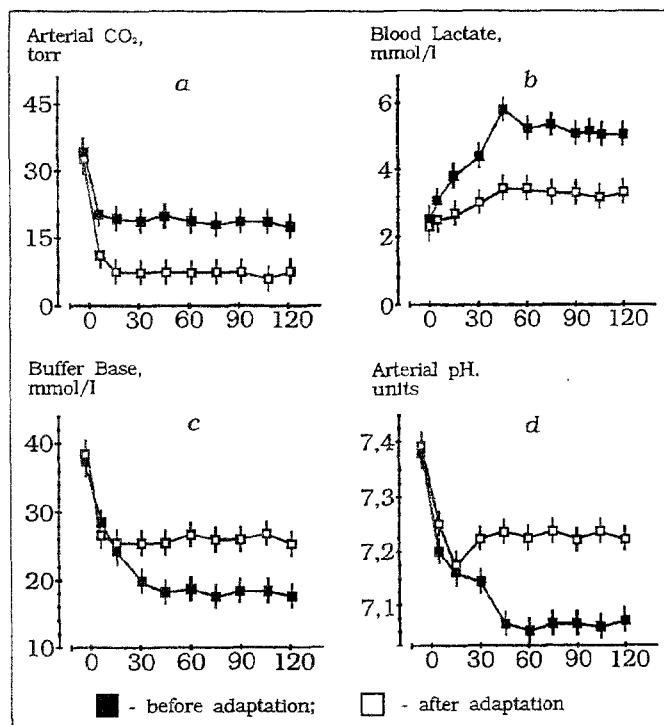 Arterial CO₂,
torr
a
45
30
15
0
0 30 60 90 120
Blood Lactate,
mmol/l
b
6
4
2
0
0 30 60 90 120
Buffer Base,
mmol/l
c
40
30
20
10
0 30 60 90 120
Arterial pH.
units
d
7,4
7,3
7,2
7,1
0 30 60 90 120
- before adaptation;
- after adaptation